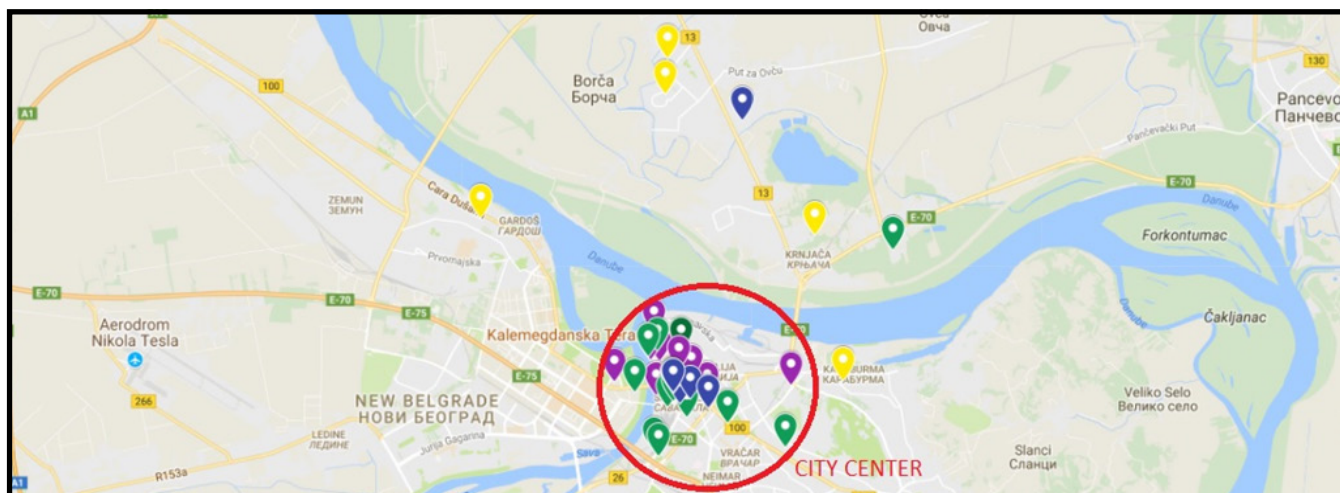 Овча
13
130
Put za Ovču
Borča
Борча
100
A1
Pancevo
Панчево
Pančevački Put
E-70
13
ZEMUN
ЗЕМУН
Cara Dušana
GARDOŠ
ГАРДОШ
E-70
Danube
Forkontumac
KRNJAČA
КРЊАЧА
Prvomajska
Danube
E-70
E-75
Aerodrom
Nikola Tesla
Kalemegdanska Tera
Danube
Čakljanac
E-75
КАРАБУРМА
266
NEW BELGRADE
НОВИ БЕОГРАД
Veliko Selo
Велико село
LEDINE
ЛЕДИНЕ
Jurija Gagarina
100
E-70
Sava
VRAČAR
ВРАЧАР
CITY CENTER
Slanci
Сланци
R153a
26
NEIMAR
A1